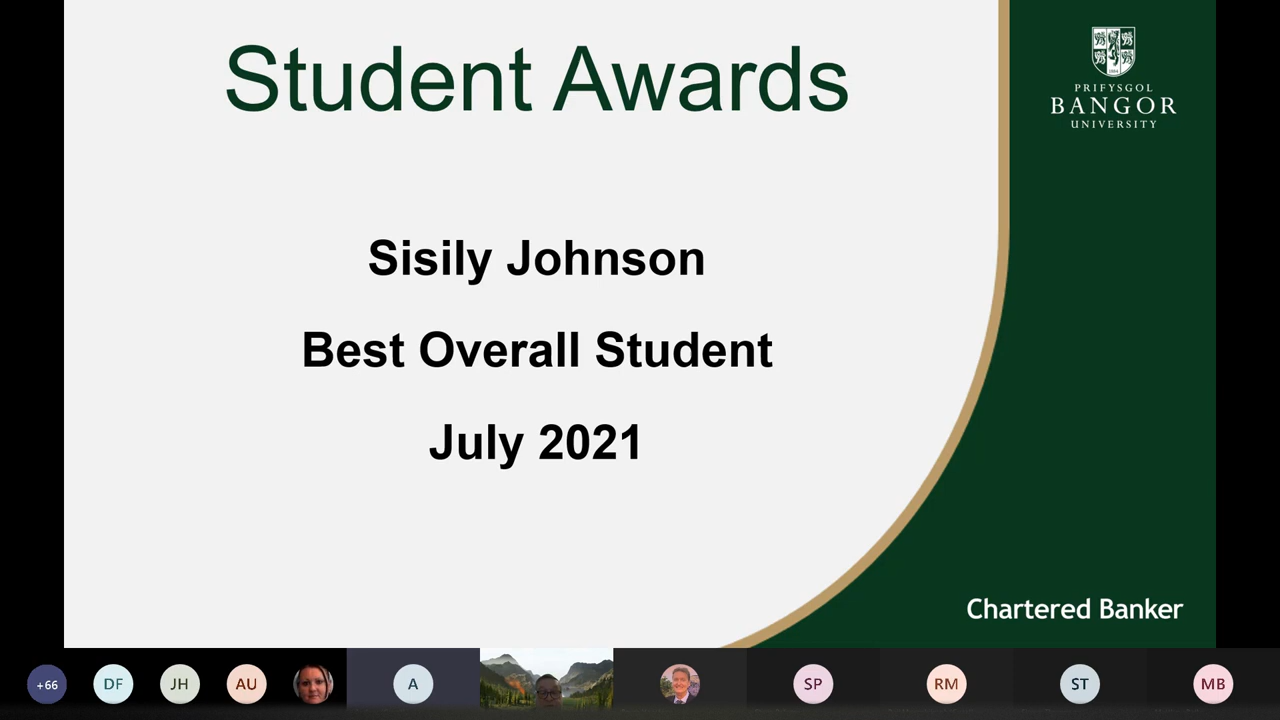 Student Awards
PRIFYSGOL
BANGOR
UNIVERSITY
Sisily Johnson
Best Overall Student
July 2021
Chartered Banker
+66
DF
JH
AU
A
SP
RM
ST
MB